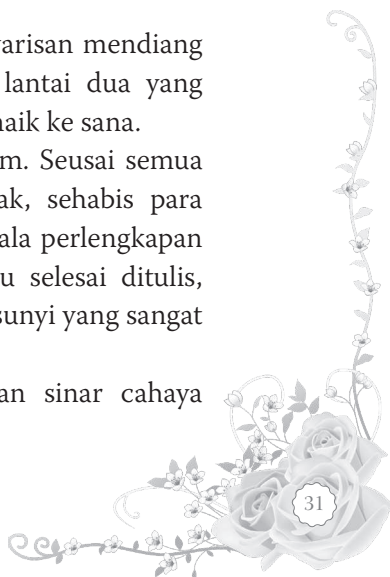 arisan mendiang
lantai dua yang
naik ke sana.
m. Seusai semua
ak, sehabis para
ala perlengkapan
u selesai ditulis,
sunyi yang sangat
an sinar cahaya
31